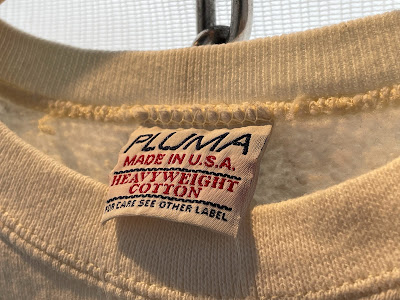 PLUMA
MADE IN U.S.A.
HEAVYWEIGHT
COTTON
FOR CARE SEE OTHER LABEL